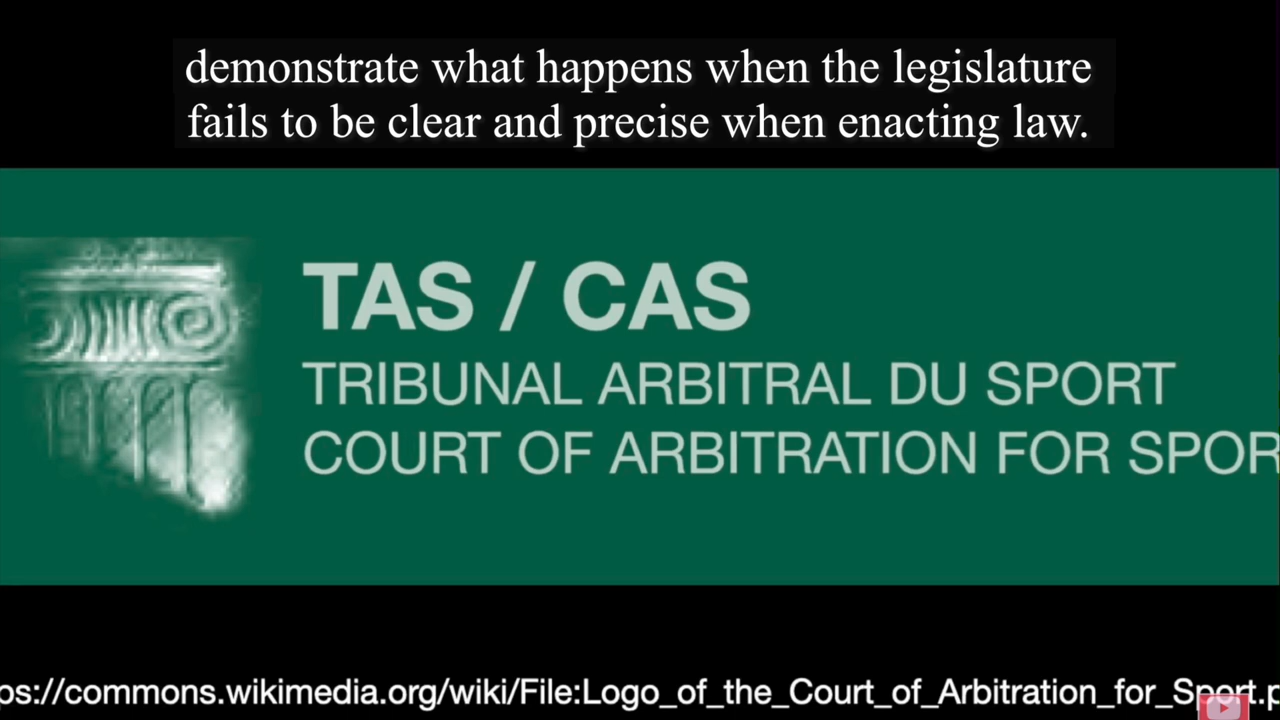 demonstrate what happens when the legislature
fails to be clear and precise when enacting law.
TAS / CAS
TRIBUNAL ARBITRAL DU SPORT
COURT OF ARBITRATION FOR SPOR
ps://commons.wikimedia.org/wiki/File:Logo_of_the_Court_of_Arbitration_for_Sport.p